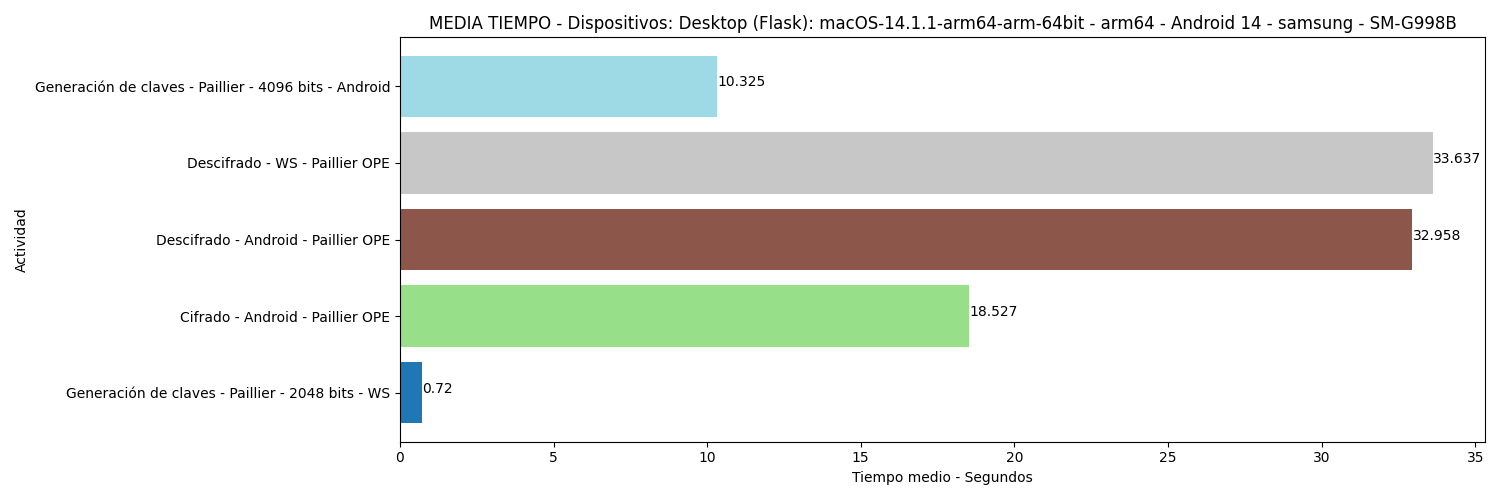 MEDIA TIEMPO - Dispositivos: Desktop (Flask): macOS-14.1.1-arm64-arm-64bit - arm64 - Android 14 - samsung - SM-G998B
Generación de claves - Paillier - 4096 bits - Android
10.325
Descifrado - WS - Paillier OPE
33.637
Descifrado - Android - Paillier OPE
32.958
Cifrado - Android - Paillier OPE
18.527
Generación de claves - Paillier - 2048 bits - WS
0.72
Actividad
0 5 10 15 20 25 30 35
Tiempo medio - Segundos